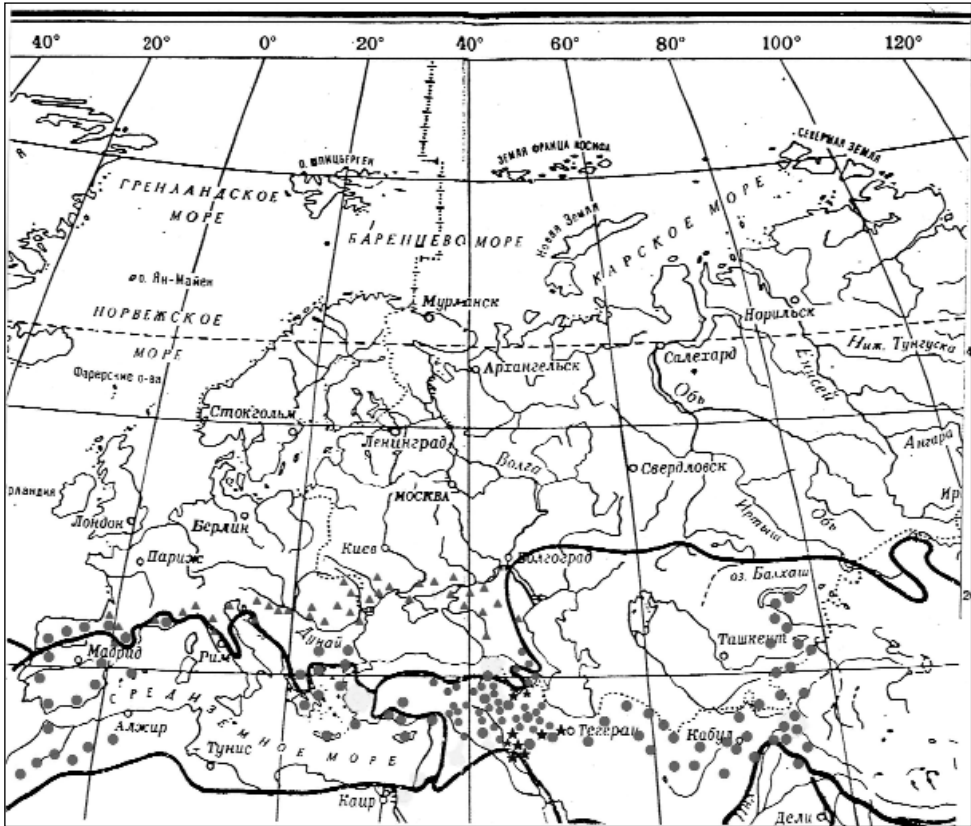 40° 20° 0° 20° 40° 60° 80° 100° 120°
СЕВЕРНАЯ ЗЕМЛЯ
ЗЕМЛЯ ФРАНЦА ИОСИФА
О. ШПИЦБЕРГЕН
ГРЕНЛАНДСКОЕ
МОРЕ
Новая Земля
КАРСКОЕ МОРЕ
БАРЕНЦЕВО МОРЕ
о. Ян-Майен
Мурманск
Норильск
НОРВЕЖСКОЕ
МОРЕ
Ниж. Тунгуска
Салехард
Енисей
Архангельск
Фарерские о-ва
Обь
Стокгольм
Ленинград
Ангара
Волга
Свердловск
МОСКВА
рландия
Лондон
Берлин
Иртыш
Обь
Киев
Париж
Волгоград
оз. Балхаш
Дунай
Ташкент
Мадрид
Рим
СРЕДИЗЕМНОЕ МОРЕ
Алжир
Тегеран
Кабул
Тунис
Каир
Дели